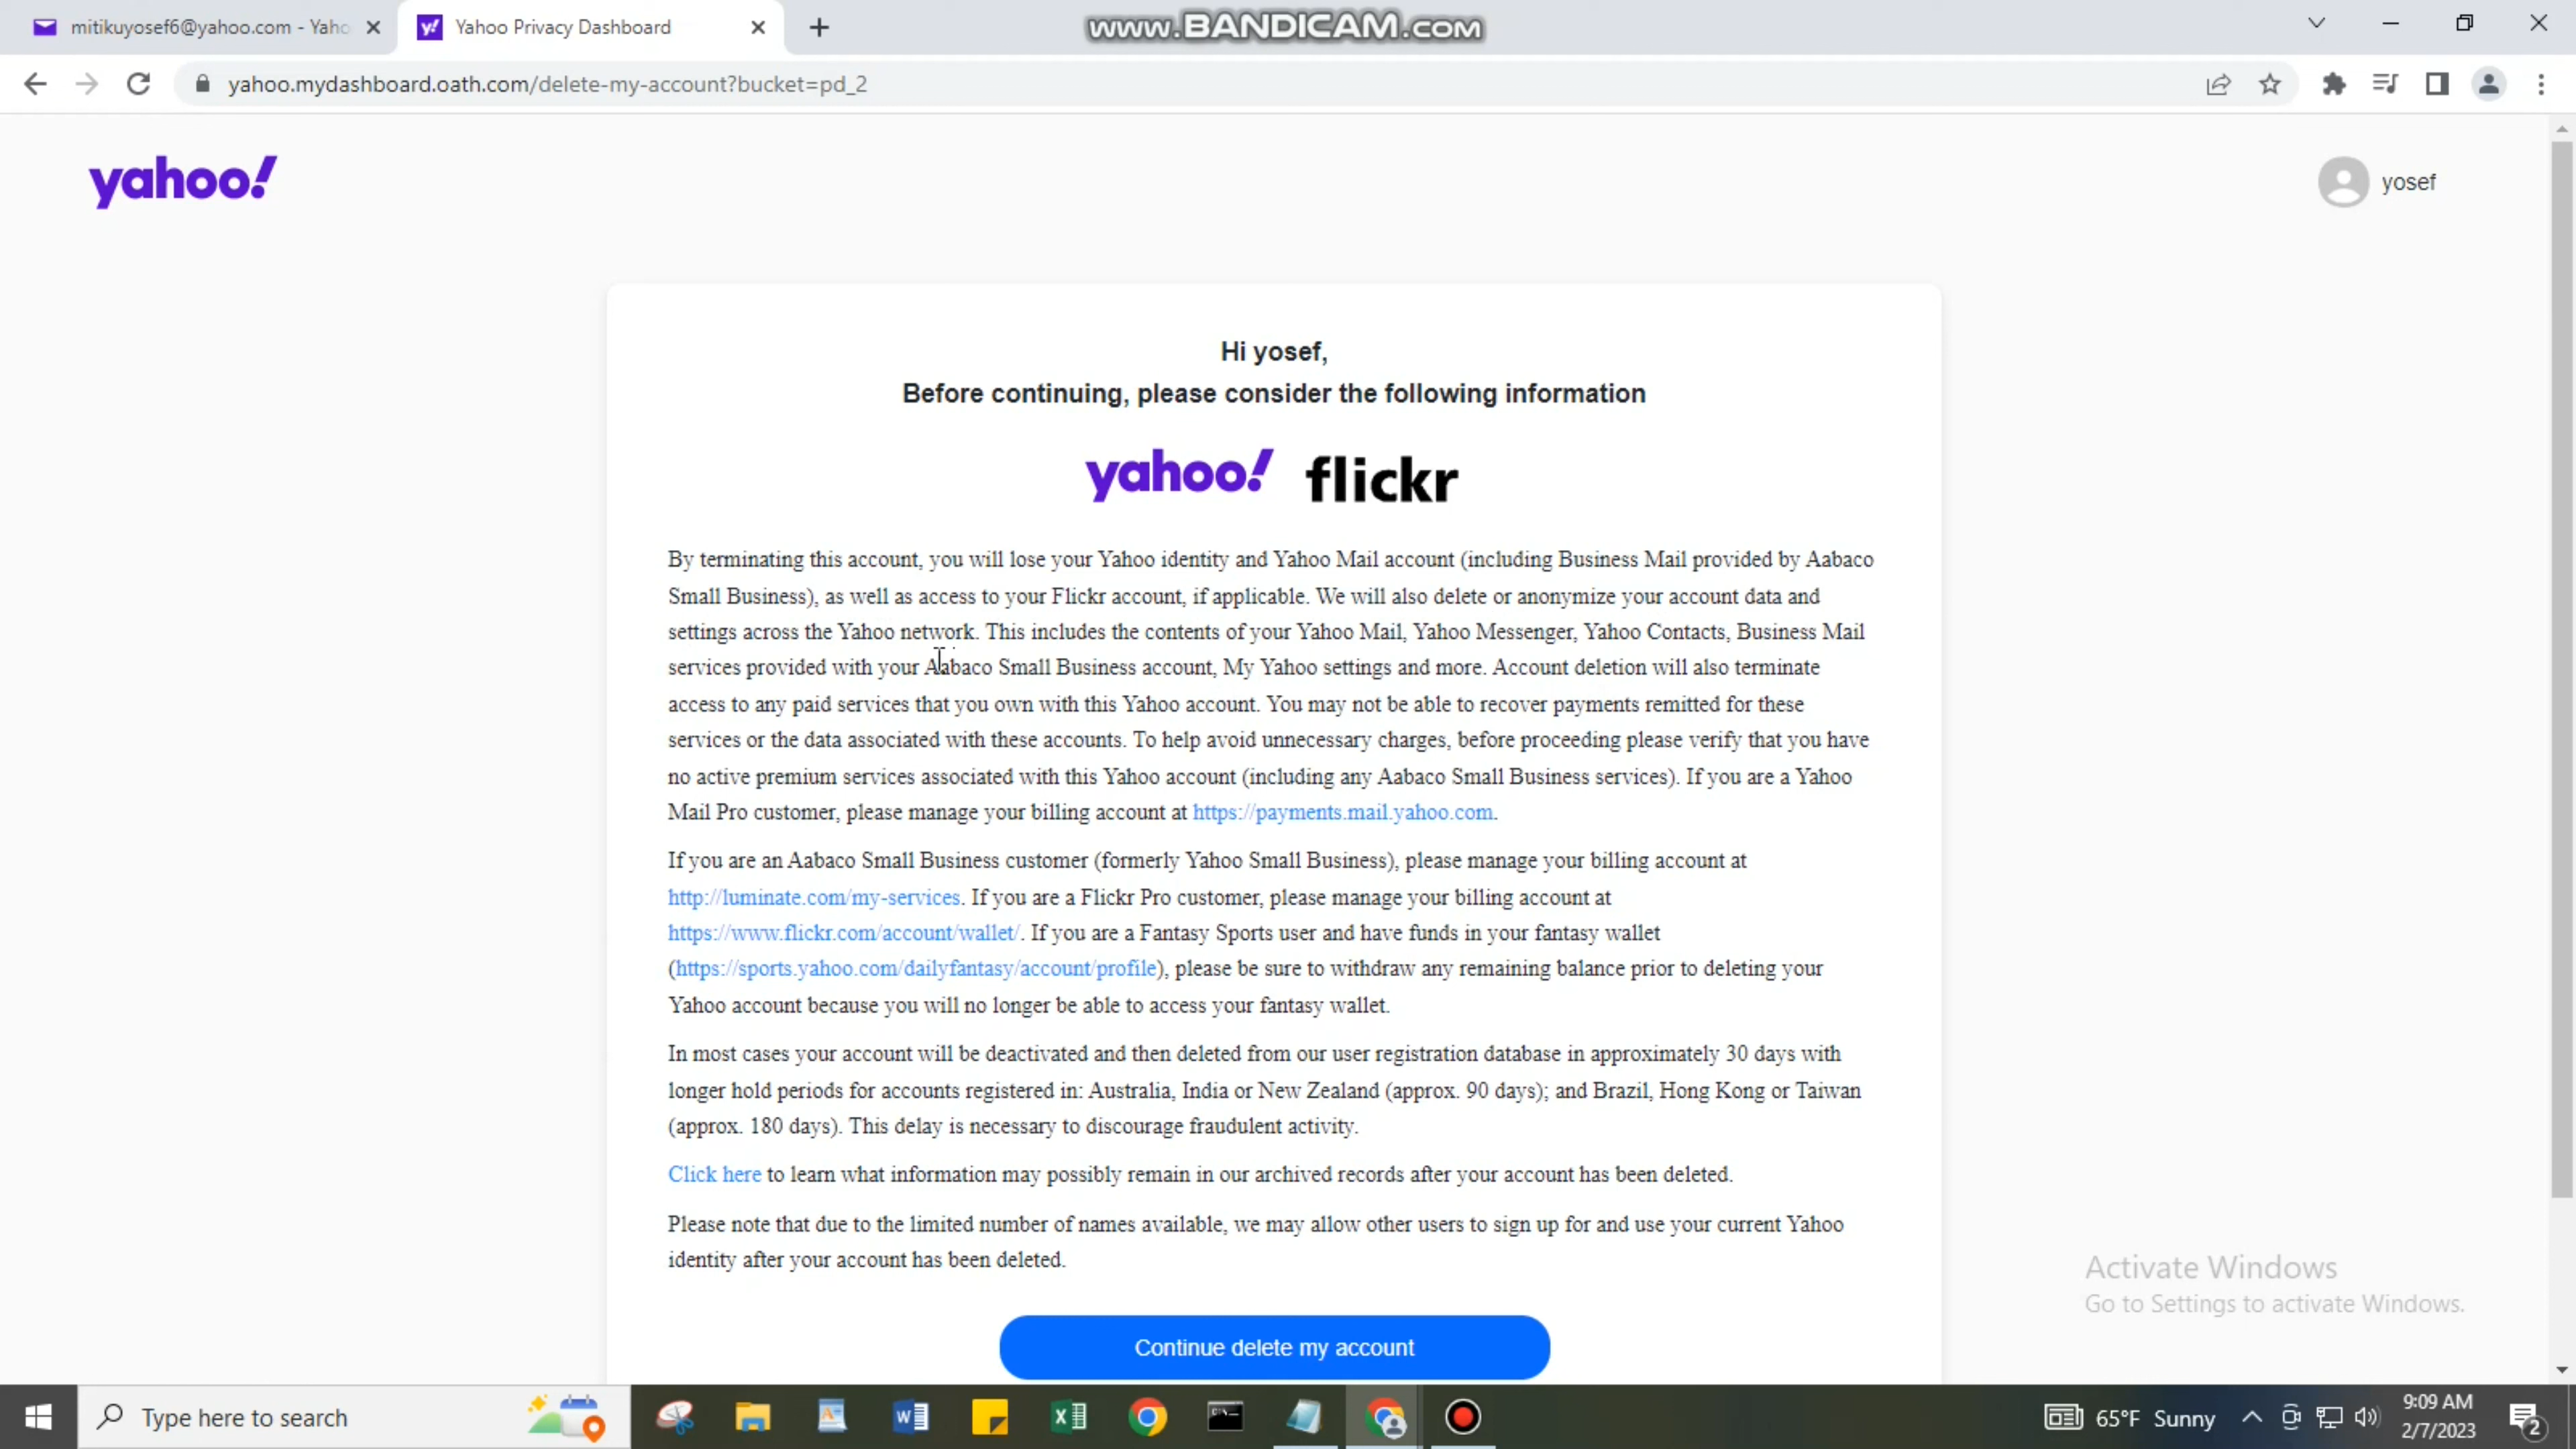 mitikuyosef6@yahoo.com - Yaho
Yahoo Privacy Dashboard
www.BANDICAM.com
yahoo.mydashboard.oath.com/delete-my-account?bucket=pd_2
yahoo!
yosef
Hi yosef,
Before continuing, please consider the following information
yahoo! flickr
By terminating this account, you will lose your Yahoo identity and Yahoo Mail account (including Business Mail provided by Aabaco
Small Business), as well as access to your Flickr account, if applicable. We will also delete or anonymize your account data and
settings across the Yahoo network. This includes the contents of your Yahoo Mail, Yahoo Messenger, Yahoo Contacts, Business Mail
services provided with your Aabaco Small Business account, My Yahoo settings and more. Account deletion will also terminate
access to any paid services that you own with this Yahoo account. You may not be able to recover payments remitted for these
services or the data associated with these accounts. To help avoid unnecessary charges, before proceeding please verify that you have
no active premium services associated with this Yahoo account (including any Aabaco Small Business services). If you are a Yahoo
Mail Pro customer, please manage your billing account at https://payments.mail.yahoo.com.
If you are an Aabaco Small Business customer (formerly Yahoo Small Business), please manage your billing account at
http://luminate.com/my-services. If you are a Flickr Pro customer, please manage your billing account at
https://www.flickr.com/account/wallet/. If you are a Fantasy Sports user and have funds in your fantasy wallet
(https://sports.yahoo.com/dailyfantasy/account/profile), please be sure to withdraw any remaining balance prior to deleting your
Yahoo account because you will no longer be able to access your fantasy wallet.
In most cases your account will be deactivated and then deleted from our user registration database in approximately 30 days with
longer hold periods for accounts registered in: Australia, India or New Zealand (approx. 90 days); and Brazil, Hong Kong or Taiwan
(approx. 180 days). This delay is necessary to discourage fraudulent activity.
Click here to learn what information may possibly remain in our archived records after your account has been deleted.
Please note that due to the limited number of names available, we may allow other users to sign up for and use your current Yahoo
identity after your account has been deleted.
Activate Windows
Go to Settings to activate Windows.
Continue delete my account
Type here to search
65°F Sunny
9:09 AM
2/7/2023
2